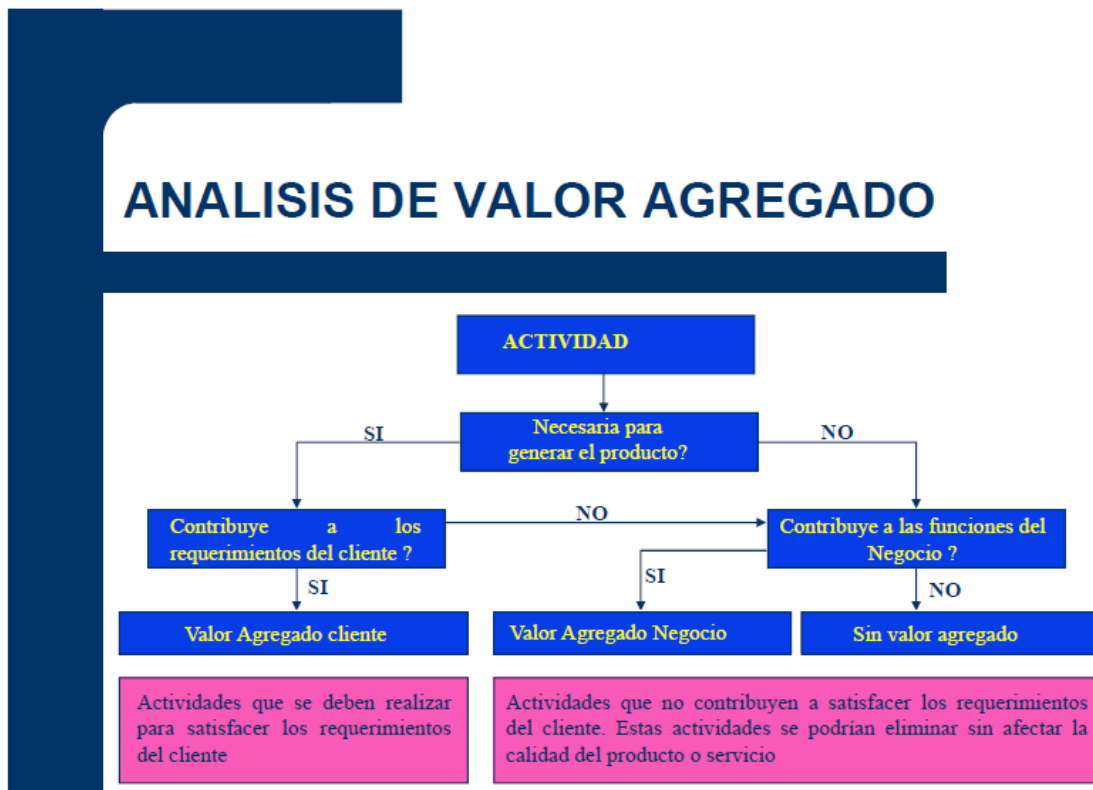 ANALISIS DE VALOR AGREGADO
ACTIVIDAD
Necesaria para
generar el producto?
SI
NO
Contribuye a los
requerimientos del cliente ?
NO
Contribuye a las funciones del
Negocio ?
SI
SI
NO
Valor Agregado cliente
Valor Agregado Negocio
Sin valor agregado
Actividades que se deben realizar
para satisfacer los requerimientos
del cliente
Actividades que no contribuyen a satisfacer los requerimientos
del cliente. Estas actividades se podrían eliminar sin afectar la
calidad del producto o servicio